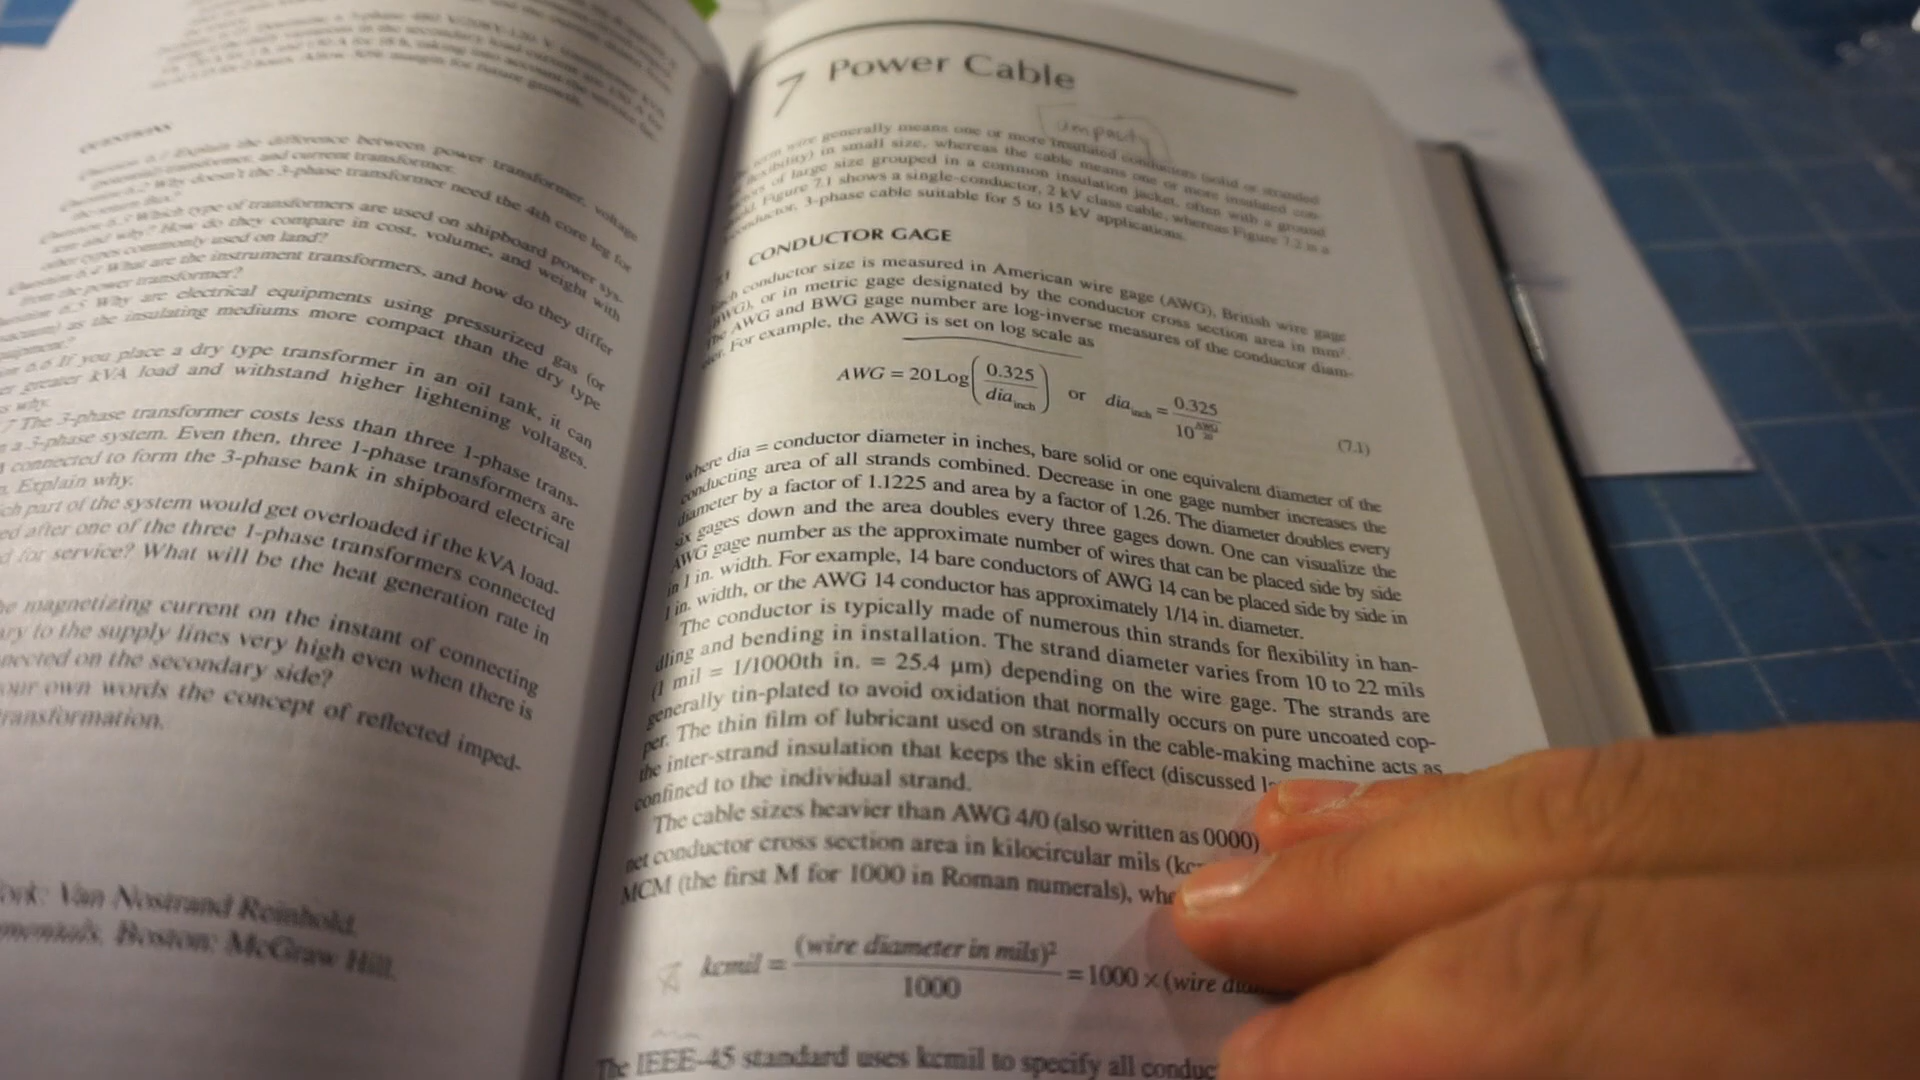 QUESTIONS
Question 6.1 Explain the difference between power transformer, voltage
(potential) transformer, and current transformer.
Question 6.2 Why doesn't the 3-phase transformer need the 4th core leg for
the return flux?
Question 6.3 Which type of transformers are used on shipboard power sys-
tem and why? How do they compare in cost, volume, and weight with
other types commonly used on land?
Question 6.4 What are the instrument transformers, and how do they differ
from the power transformer?
6.5 Why are electrical equipments using pressurized gas (or
vacuum) as the insulating mediums more compact than the dry type
6.6 If you place a dry type transformer in an oil tank, it can
greater kVA load and withstand higher lightening voltages.
why.
7 The 3-phase transformer costs less than three 1-phase trans-
a 3-phase system. Even then, three 1-phase transformers are
connected to form the 3-phase bank in shipboard electrical
Explain why.
part of the system would get overloaded if the kVA load-
after one of the three 1-phase transformers connected
for service? What will be the heat generation rate in
magnetizing current on the instant of connecting
to the supply lines very high even when there is
on the secondary side?
own words the concept of reflected imped-
Van Nostrand Reinhold.
Boston: McGraw Hill.
7 Power Cable
ampacity
term wire generally means one or more insulated conductors (solid or stranded
flexibility) in small size, whereas the cable means one or more insulated con-
of large size grouped in a common insulation jacket, often with a ground
Figure 7.1 shows a single-conductor, 2 kV class cable, whereas Figure 7.2 is a
conductor, 3-phase cable suitable for 5 to 15 kV applications.
CONDUCTOR GAGE
Each conductor size is measured in American wire gage (AWG), British wire gage
(BWG), or in metric gage designated by the conductor cross section area in mm².
The AWG and BWG gage number are log-inverse measures of the conductor diam-
eter. For example, the AWG is set on log scale as
AWG = 20 Log(0.325/dia inch) or dia inch = 0.325/10^(AWG/20) (7.1)
where dia = conductor diameter in inches, bare solid or one equivalent diameter of the
conducting area of all strands combined. Decrease in one gage number increases the
diameter by a factor of 1.1225 and area by a factor of 1.26. The diameter doubles every
six gages down and the area doubles every three gages down. One can visualize the
AWG gage number as the approximate number of wires that can be placed side by side
in 1 in. width. For example, 14 bare conductors of AWG 14 can be placed side by side in
1 in. width, or the AWG 14 conductor has approximately 1/14 in. diameter.
The conductor is typically made of numerous thin strands for flexibility in han-
dling and bending in installation. The strand diameter varies from 10 to 22 mils
(1 mil = 1/1000th in. = 25.4 μm) depending on the wire gage. The strands are
generally tin-plated to avoid oxidation that normally occurs on pure uncoated cop-
per. The thin film of lubricant used on strands in the cable-making machine acts as
the inter-strand insulation that keeps the skin effect (discussed
confined to the individual strand.
The cable sizes heavier than AWG 4/0 (also written as 0000)
net conductor cross section area in kilocircular mils (kc
MCM (the first M for 1000 in Roman numerals),
kcmil = (wire diameter in mils)²/1000 = 1000 × (wire
The IEEE-45 standard uses kcmil to specify all conduc